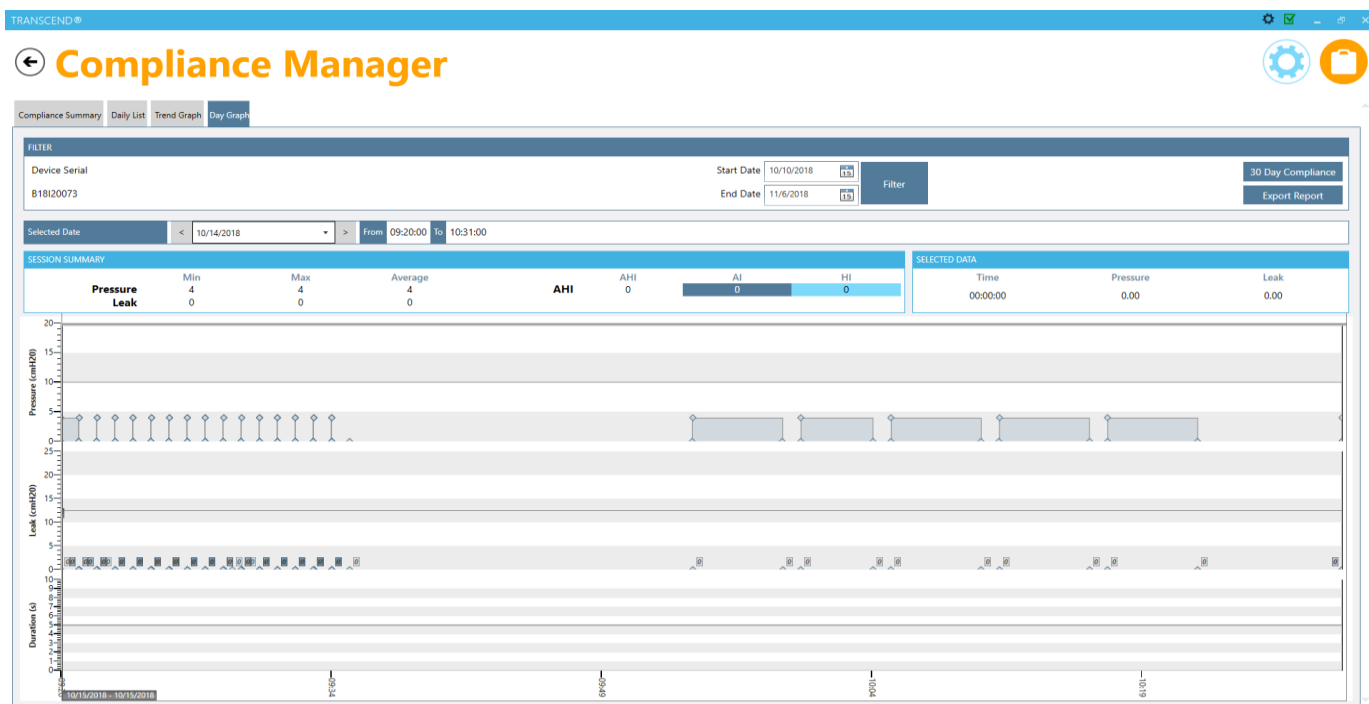 TRANSCEND®
Compliance Manager
Compliance Summary Daily List Trend Graph Day Graph
FILTER
Device Serial
B18I20073
Start Date 10/10/2018 15
End Date 11/6/2018 15
Filter
30 Day Compliance
Export Report
Selected Date < 10/14/2018 > From 09:20:00 To 10:31:00
SESSION SUMMARY
Min Max Average AHI AI HI
Pressure 4 4 4 AHI 0 0 0
Leak 0 0 0
SELECTED DATA
Time Pressure Leak
00:00:00 0.00 0.00
Pressure (cmH20)
20
15
10
5
0
Leak (cmH20)
25
20
15
10
5
0
Duration (s)
10
9
8
7
6
5
4
3
2
1
0
09:34 09:49 10:04 10:19
10/15/2018 - 10/15/2018